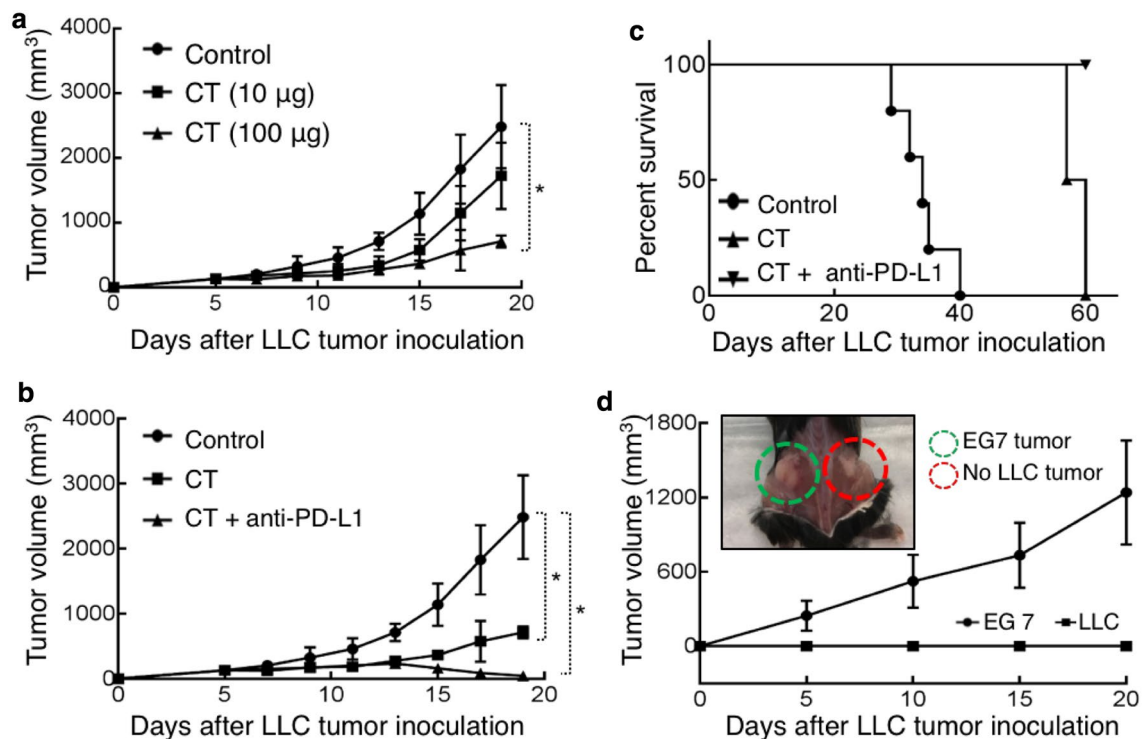 a
4000
3000
2000
1000
0
Tumor volume (mm³)
Control
CT (10 µg)
CT (100 µg)
*
0 5 10 15 20
Days after LLC tumor inoculation
b
4000
3000
2000
1000
0
Tumor volume (mm³)
Control
CT
CT + anti-PD-L1
*
*
0 5 10 15 20
Days after LLC tumor inoculation
c
100
50
0
Percent survival
Control
CT
CT + anti-PD-L1
0 20 40 60
Days after LLC tumor inoculation
d
1800
1200
600
0
Tumor volume (mm³)
EG7 tumor
No LLC tumor
EG 7 LLC
0 5 10 15 20
Days after LLC tumor inoculation